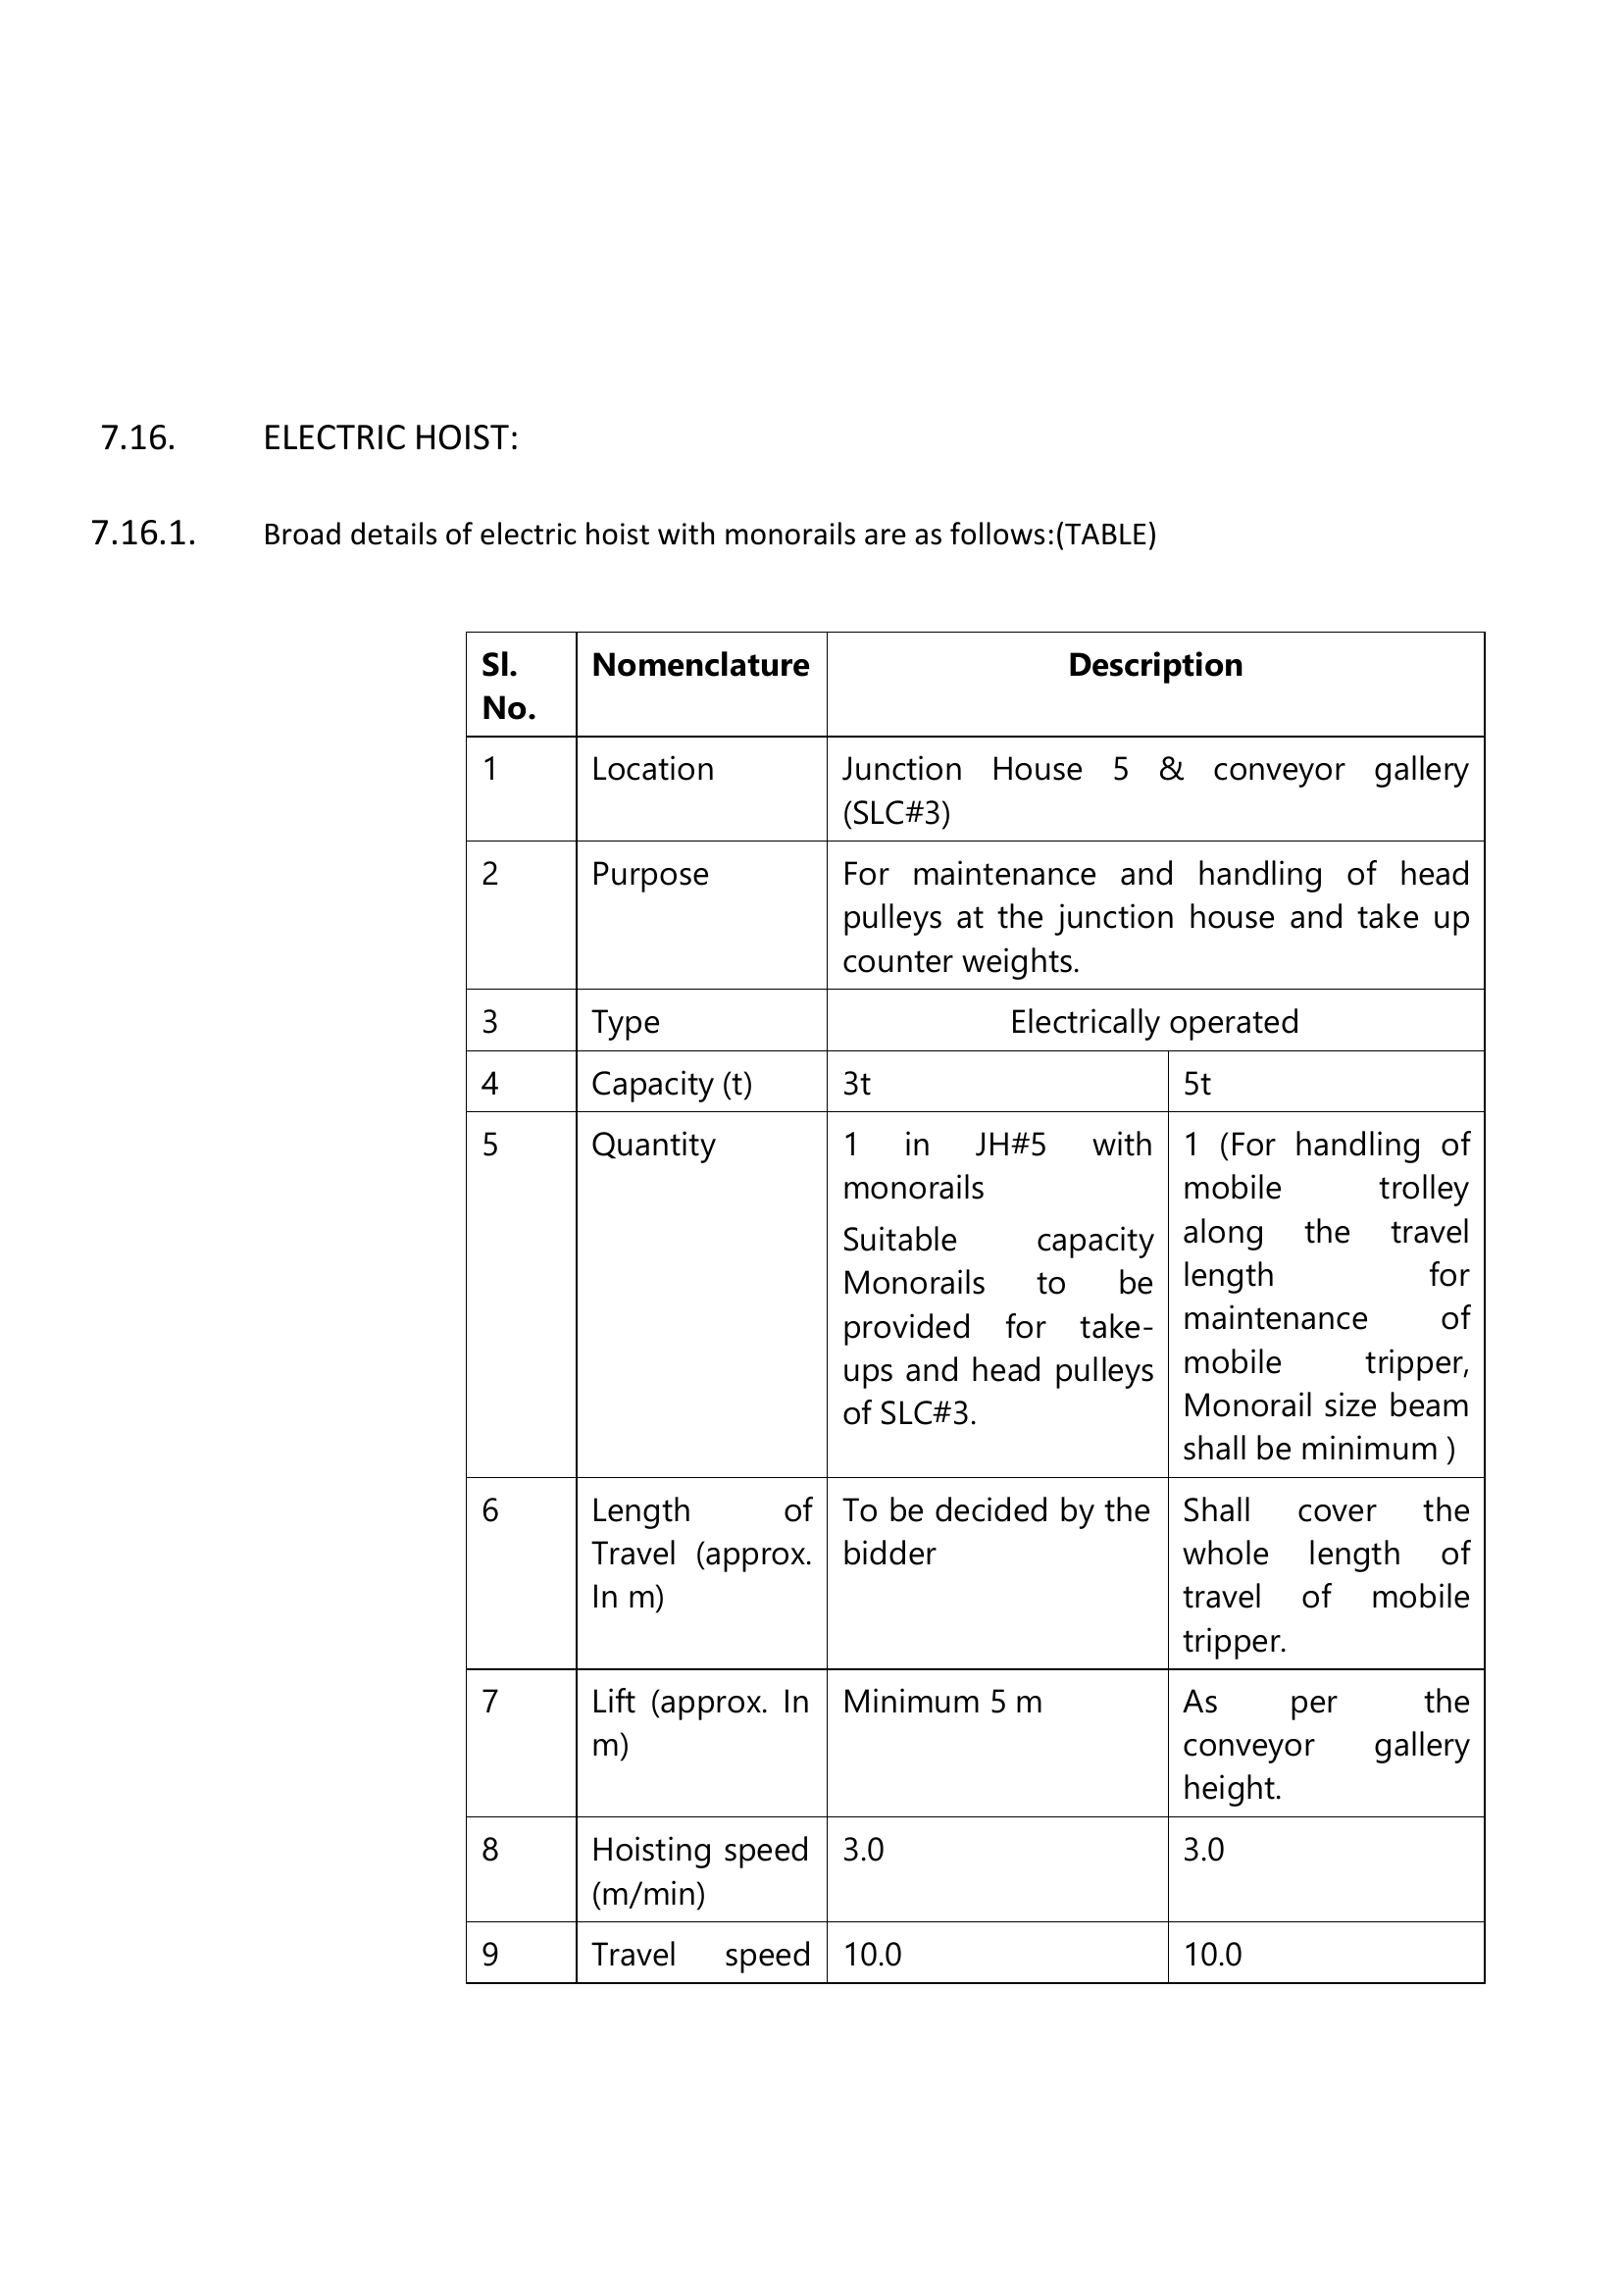 7.16. ELECTRIC HOIST:
7.16.1. Broad details of electric hoist with monorails are as follows:(TABLE)
Sl. Nomenclature Description
No.
1 Location Junction House 5 & conveyor gallery
(SLC#3)
2 Purpose For maintenance and handling of head
pulleys at the junction house and take up
counter weights.
3 Type Electrically operated
4 Capacity (t) 3t 5t
5 Quantity 1 in JH#5 with
monorails
Suitable capacity
Monorails to be
provided for take-
ups and head pulleys
of SLC#3.
1 (For handling of
mobile trolley
along the travel
length for
maintenance of
mobile tripper,
Monorail size beam
shall be minimum )
6 Length of
Travel (approx.
In m)
To be decided by the
bidder
Shall cover the
whole length of
travel of mobile
tripper.
7 Lift (approx. In
m)
Minimum 5 m
As per the
conveyor gallery
height.
8 Hoisting speed
(m/min)
3.0 3.0
9 Travel speed 10.0 10.0